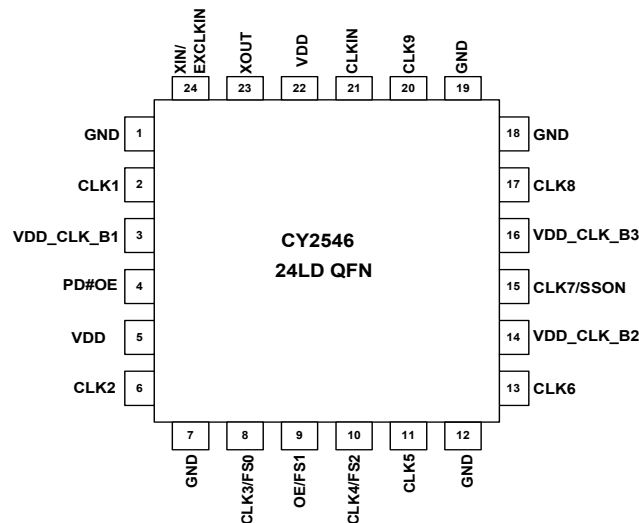 XIN/
EXCLKIN
XOUT
VDD
CLKIN
CLK9
GND
24
23
22
21
20
19
GND
1
18
GND
CLK1
2
17
CLK8
VDD_CLK_B1
3
16
VDD_CLK_B3
CY2546
24LD QFN
PD#OE
4
15
CLK7/SSON
VDD
5
14
VDD_CLK_B2
CLK2
6
13
CLK6
7
8
9
10
11
12
GND
CLK3/FS0
OE/FS1
CLK4/FS2
CLK5
GND